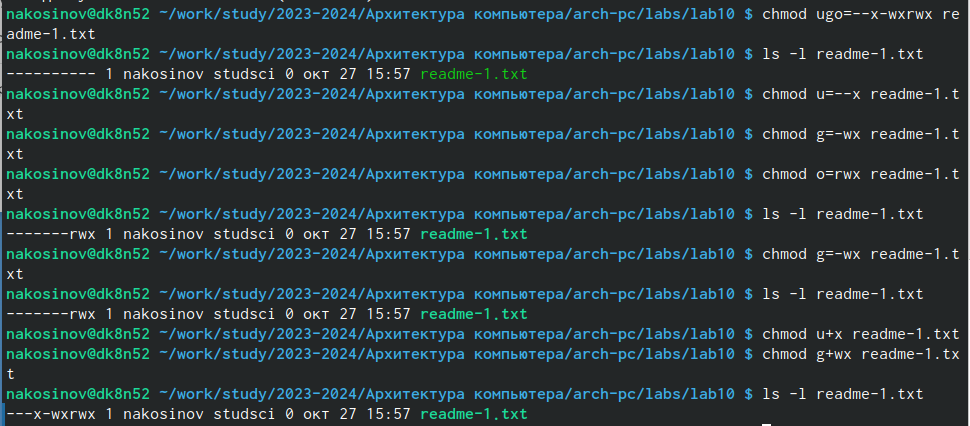 nakosinov@dk8n52 ~/work/study/2023-2024/Архитектура компьютера/arch-pc/labs/lab10 $ chmod ugo=--x-wxrwx re
adme-1.txt
nakosinov@dk8n52 ~/work/study/2023-2024/Архитектура компьютера/arch-pc/labs/lab10 $ ls -l readme-1.txt
---------- 1 nakosinov studsci 0 окт 27 15:57 readme-1.txt
nakosinov@dk8n52 ~/work/study/2023-2024/Архитектура компьютера/arch-pc/labs/lab10 $ chmod u=--x readme-1.t
xt
nakosinov@dk8n52 ~/work/study/2023-2024/Архитектура компьютера/arch-pc/labs/lab10 $ chmod g=-wx readme-1.t
xt
nakosinov@dk8n52 ~/work/study/2023-2024/Архитектура компьютера/arch-pc/labs/lab10 $ chmod o=rwx readme-1.t
xt
nakosinov@dk8n52 ~/work/study/2023-2024/Архитектура компьютера/arch-pc/labs/lab10 $ ls -l readme-1.txt
-------rwx 1 nakosinov studsci 0 окт 27 15:57 readme-1.txt
nakosinov@dk8n52 ~/work/study/2023-2024/Архитектура компьютера/arch-pc/labs/lab10 $ chmod g=-wx readme-1.t
xt
nakosinov@dk8n52 ~/work/study/2023-2024/Архитектура компьютера/arch-pc/labs/lab10 $ ls -l readme-1.txt
-------rwx 1 nakosinov studsci 0 окт 27 15:57 readme-1.txt
nakosinov@dk8n52 ~/work/study/2023-2024/Архитектура компьютера/arch-pc/labs/lab10 $ chmod u+x readme-1.txt
nakosinov@dk8n52 ~/work/study/2023-2024/Архитектура компьютера/arch-pc/labs/lab10 $ chmod g+wx readme-1.tx
t
nakosinov@dk8n52 ~/work/study/2023-2024/Архитектура компьютера/arch-pc/labs/lab10 $ ls -l readme-1.txt
---x-wxrwx 1 nakosinov studsci 0 окт 27 15:57 readme-1.txt